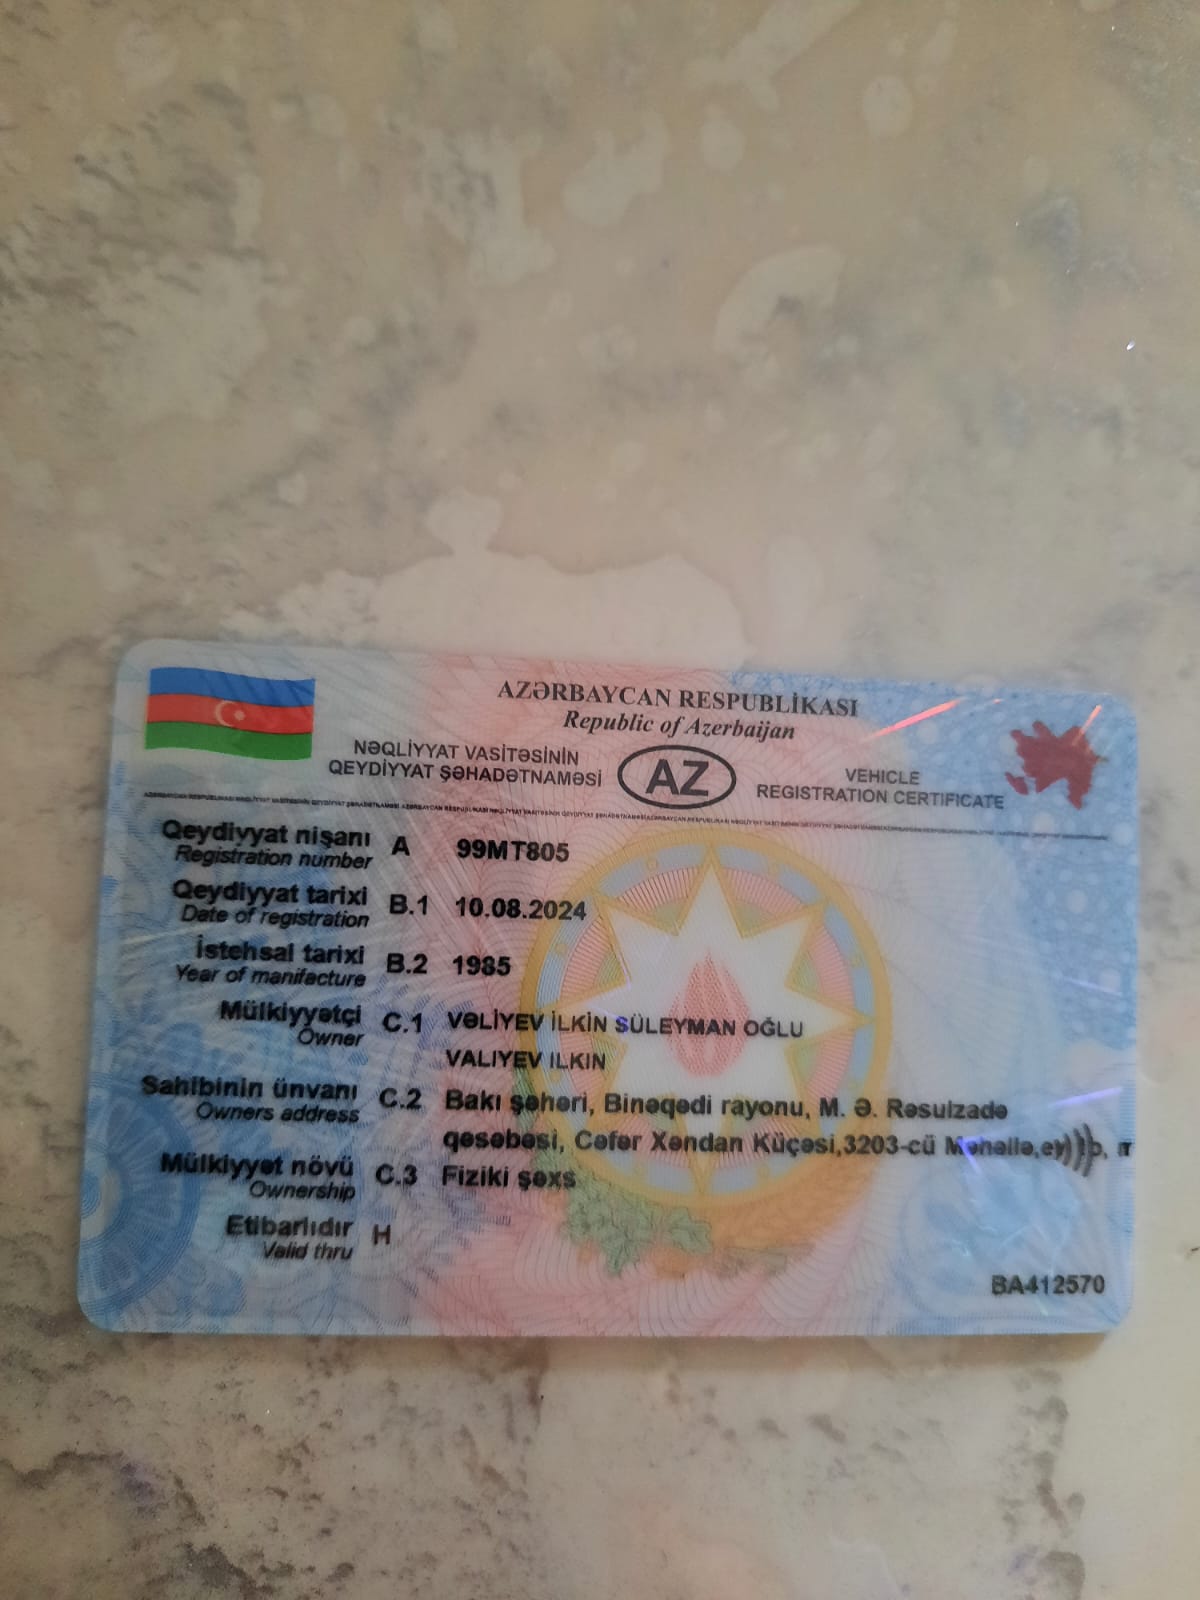 AZƏRBAYCAN RESPUBLİKASI
Republic of Azerbaijan
NƏQLİYYAT VASİTƏSİNİN
QEYDİYYAT ŞƏHADƏTNAMƏSİ
AZ
VEHICLE
REGISTRATION CERTIFICATE
Qeydiyyat nişanı A 99MT805
Registration number
Qeydiyyat tarixi B.1 10.08.2024
Date of registration
İstehsal tarixi B.2 1985
Year of manifacture
Mülkiyyətçi C.1 VƏLİYEV İLKİN SÜLEYMAN OĞLU
Owner
VALIYEV ILKIN
Sahibinin ünvanı C.2 Bakı şəhəri, Binəqədi rayonu, M. Ə. Rəsulzadə
Owners address
qəsəbəsi, Cəfər Xəndan Küçəsi,3203-cü Məhəllə,
Mülkiyyət növü C.3 Fiziki şəxs
Ownership
Etibarlıdır H
Valid thru
BA412570